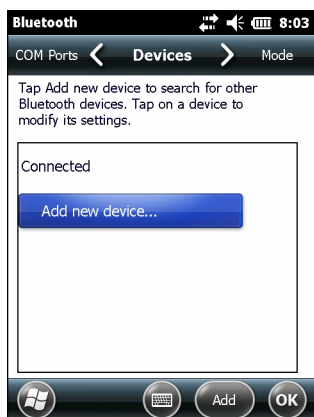 Bluetooth 8:03
COM Ports Devices Mode
Tap Add new device to search for other
Bluetooth devices. Tap on a device to
modify its settings.
Connected
Add new device...
Add OK